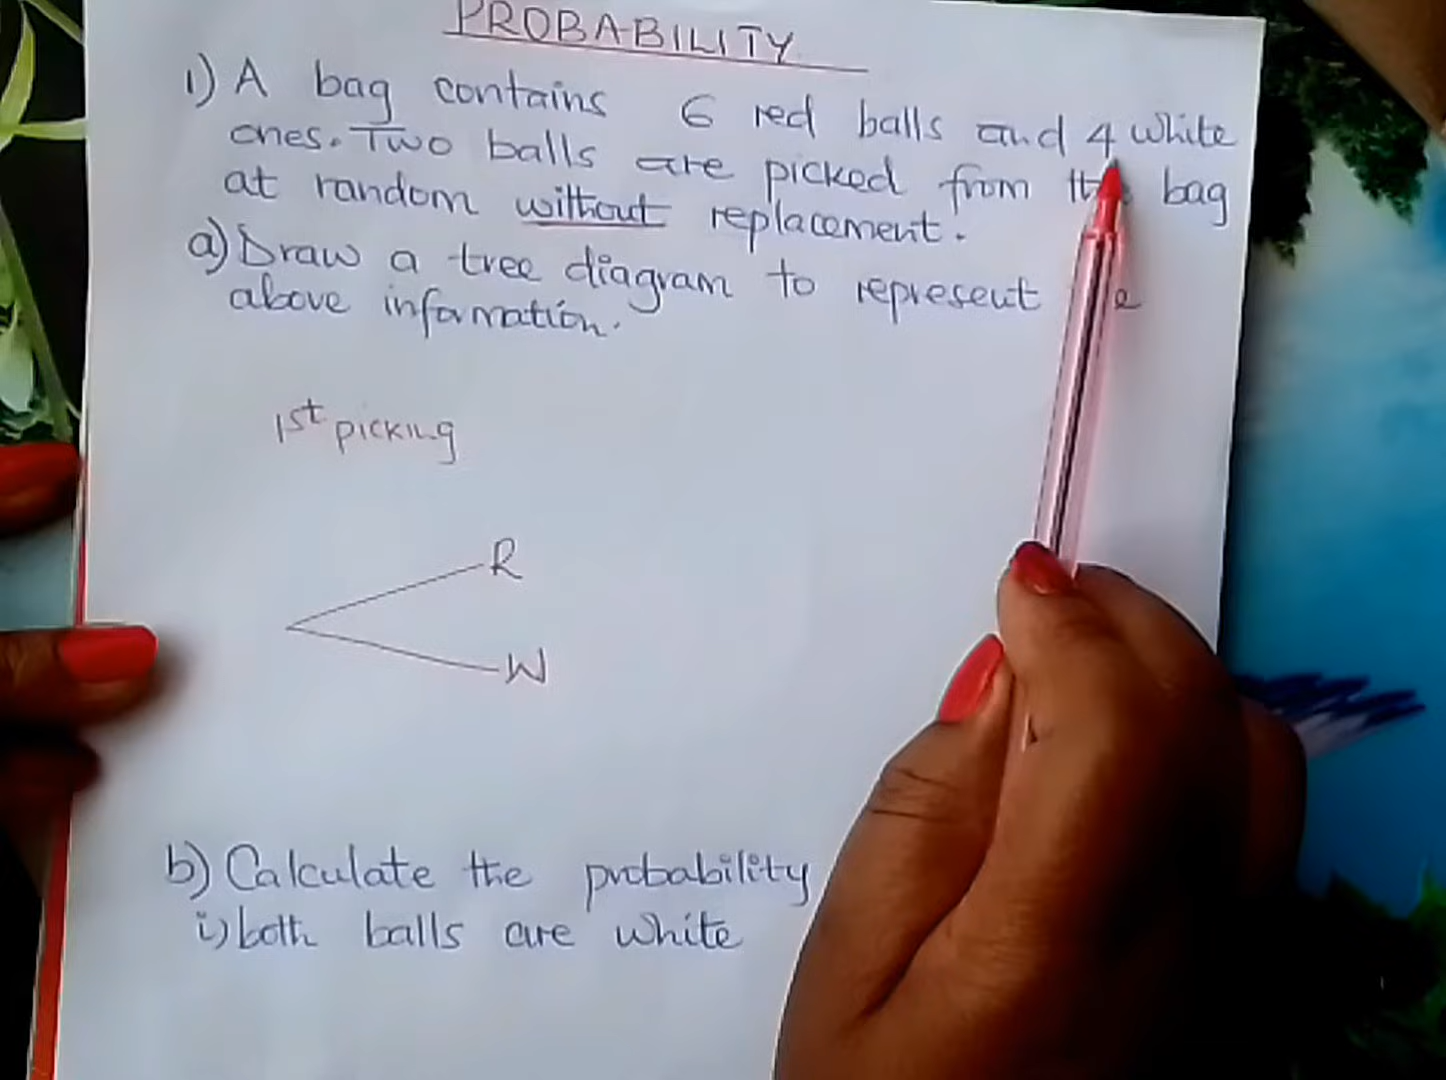 PROBABILITY
1) A bag contains 6 red balls and 4 white
ones. Two balls are picked from the bag
at random without replacement.
a) Draw a tree diagram to represent
above information.
1st picking
R
W
b) Calculate the probability
i) both balls are white